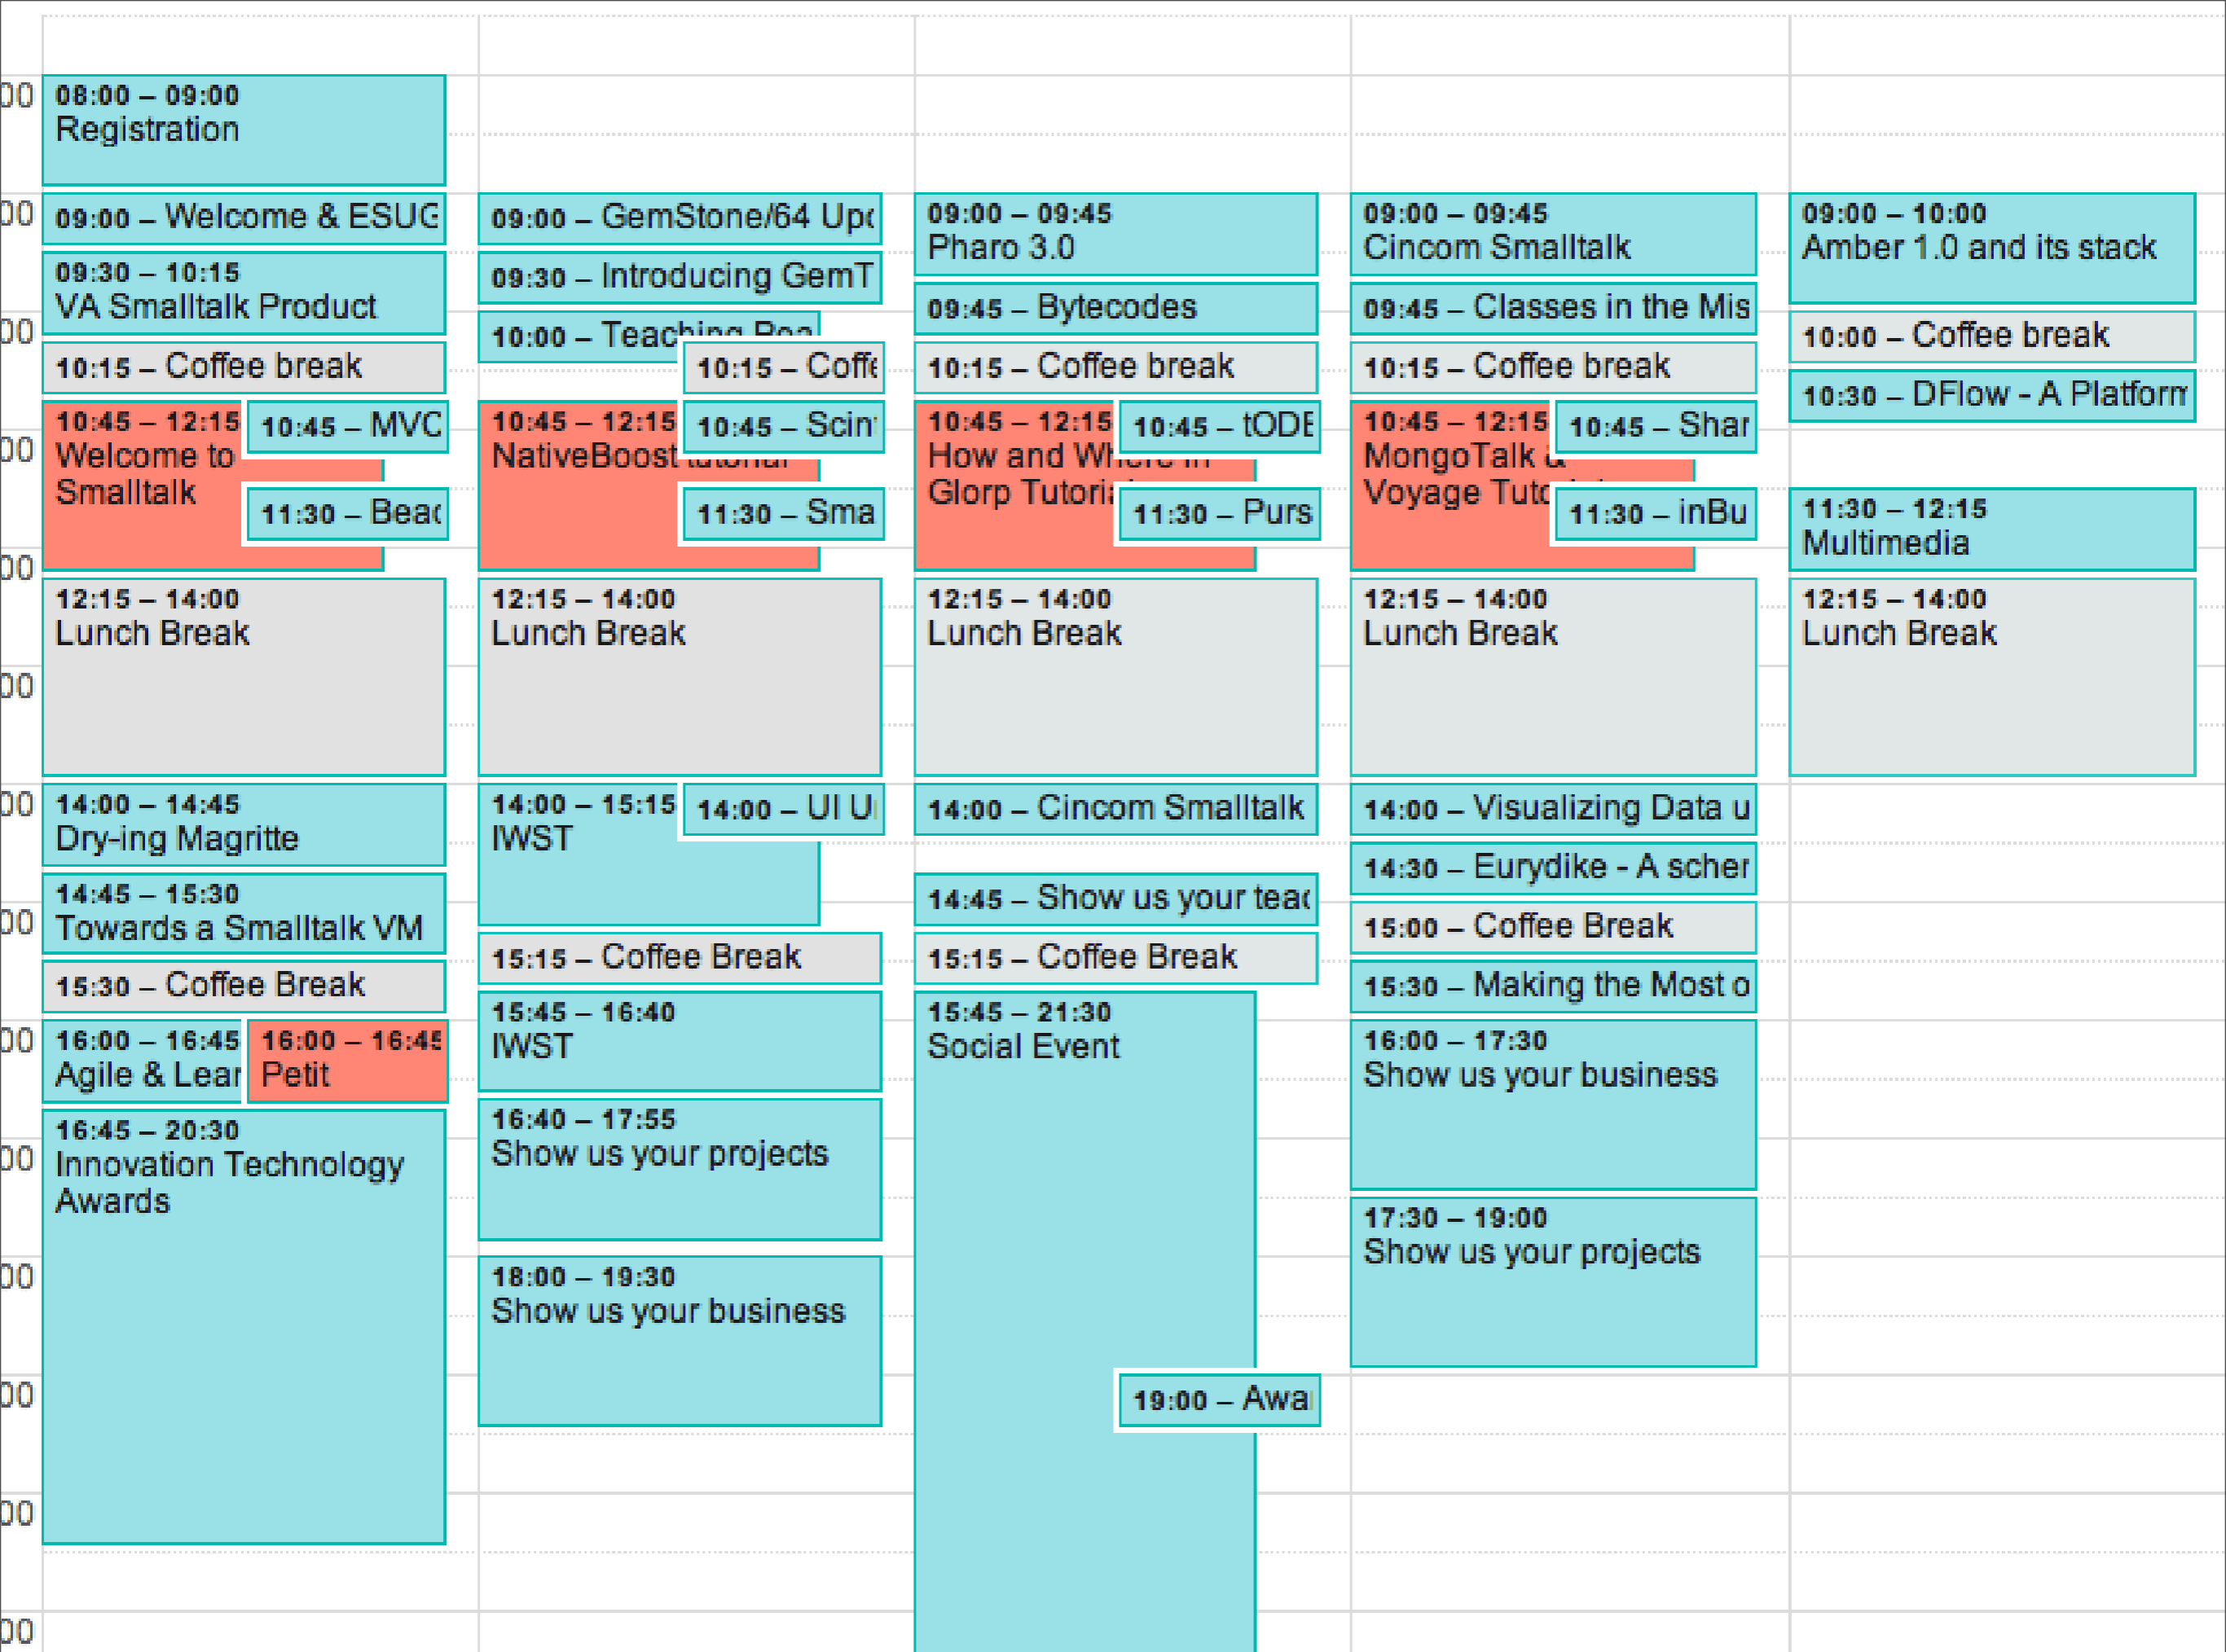 00
00
00
00
00
00
00
00
00
00
00
00
00
00
08:00 – 09:00
Registration
09:00 – Welcome & ESUG
09:30 – 10:15
VA Smalltalk Product
10:15 – Coffee break
10:45 – 12:15
Welcome to
Smalltalk
10:45 – MVC
11:30 –
12:15 – 14:00
Lunch Break
14:00 – 14:45
Dry-ing Magritte
14:45 – 15:30
Towards a Smalltalk VM
15:30 – Coffee Break
16:00 – 16:45
Agile & Lear
16:00 – 16:45
Petit
16:45 – 20:30
Innovation Technology
Awards
09:00 – GemStone/64
09:30 – Introducing GemT
10:00 – Teaching
10:15 – Coffe
10:45 – 12:15
NativeBoost tutorial
10:45 –
11:30 – Sma
12:15 – 14:00
Lunch Break
14:00 – 15:15
IWST
14:00 – UI
15:15 – Coffee Break
15:45 – 16:40
IWST
16:40 – 17:55
Show us your projects
18:00 – 19:30
Show us your business
09:00 – 09:45
Pharo 3.0
09:45 – Bytecodes
10:15 – Coffee break
10:45 – 12:15
How and Where in
Glorp
10:45 – tODE
11:30 – Purs
12:15 – 14:00
Lunch Break
14:00 – Cincom Smalltalk
14:45 – Show us your
15:15 – Coffee Break
15:45 – 21:30
Social Event
19:00 – Awa
09:00 – 09:45
Cincom Smalltalk
09:45 – Classes in the Mis
10:15 – Coffee break
10:45 – 12:15
MongoTalk &
Voyage
10:45 – Shar
11:30 – inBu
12:15 – 14:00
Lunch Break
14:00 – Visualizing Data u
14:30 – Eurydike - A
15:00 – Coffee Break
15:30 – Making the Most o
16:00 – 17:30
Show us your business
17:30 – 19:00
Show us your projects
09:00 – 10:00
Amber 1.0 and its stack
10:00 – Coffee break
10:30 – DFlow - A Platform
11:30 – 12:15
Multimedia
12:15 – 14:00
Lunch Break